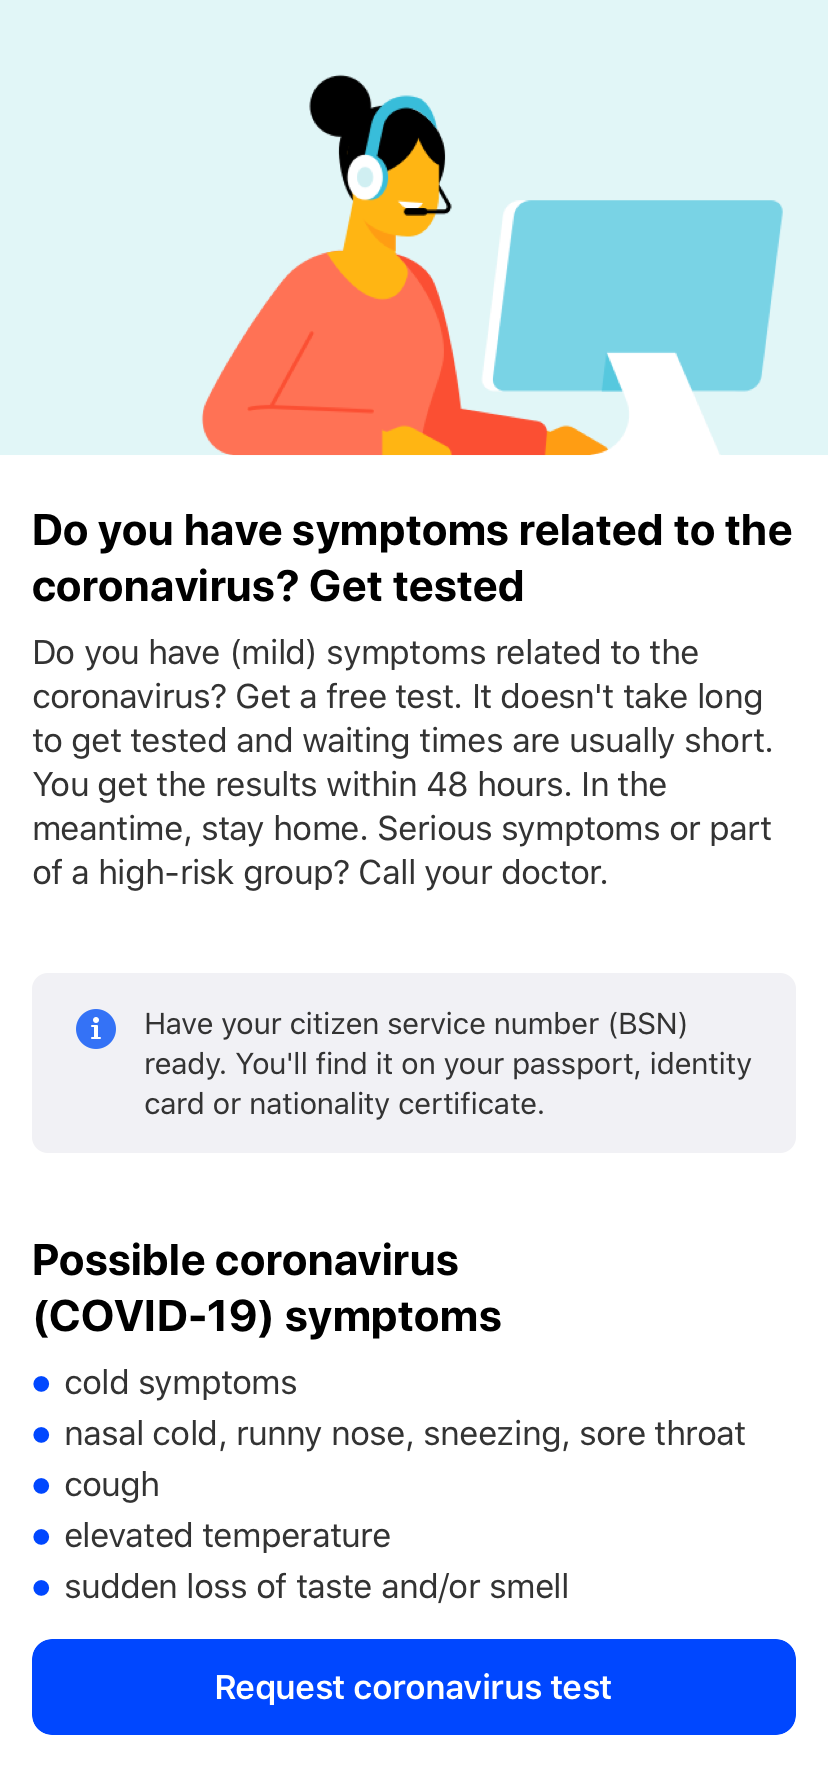 Do you have symptoms related to the
coronavirus? Get tested
Do you have (mild) symptoms related to the
coronavirus? Get a free test. It doesn't take long
to get tested and waiting times are usually short.
You get the results within 48 hours. In the
meantime, stay home. Serious symptoms or part
of a high-risk group? Call your doctor.
Have your citizen service number (BSN)
ready. You'll find it on your passport, identity
card or nationality certificate.
Possible coronavirus
(COVID-19) symptoms
cold symptoms
nasal cold, runny nose, sneezing, sore throat
cough
elevated temperature
sudden loss of taste and/or smell
Request coronavirus test